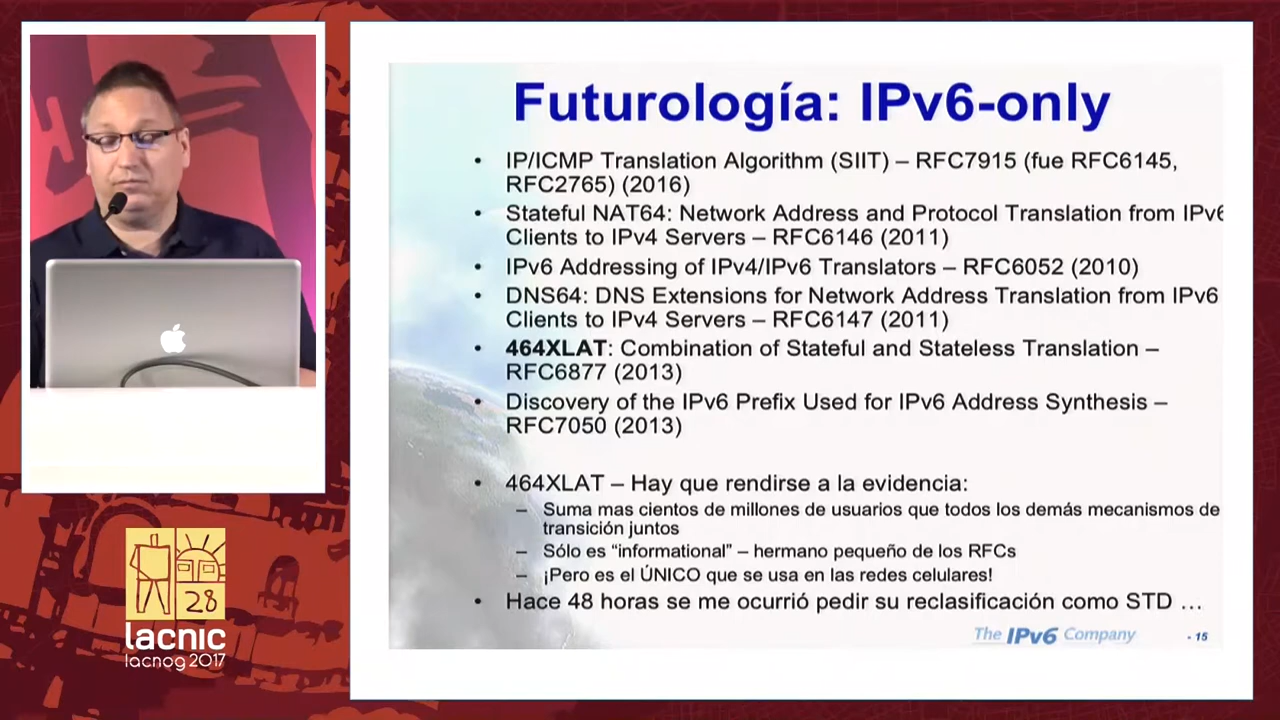 Futurología: IPv6-only
• IP/ICMP Translation Algorithm (SIIT) – RFC7915 (fue RFC6145,
RFC2765) (2016)
• Stateful NAT64: Network Address and Protocol Translation from IPv6
Clients to IPv4 Servers – RFC6146 (2011)
• IPv6 Addressing of IPv4/IPv6 Translators – RFC6052 (2010)
• DNS64: DNS Extensions for Network Address Translation from IPv6
Clients to IPv4 Servers – RFC6147 (2011)
• 464XLAT: Combination of Stateful and Stateless Translation –
RFC6877 (2013)
• Discovery of the IPv6 Prefix Used for IPv6 Address Synthesis –
RFC7050 (2013)
• 464XLAT – Hay que rendirse a la evidencia:
– Suma mas cientos de millones de usuarios que todos los demás mecanismos de
transición juntos
– Sólo es “informational” – hermano pequeño de los RFCs
– ¡Pero es el ÚNICO que se usa en las redes celulares!
• Hace 48 horas se me ocurrió pedir su reclasificación como STD …
The IPv6 Company
- 15
28
lacnic
lacnog 2017